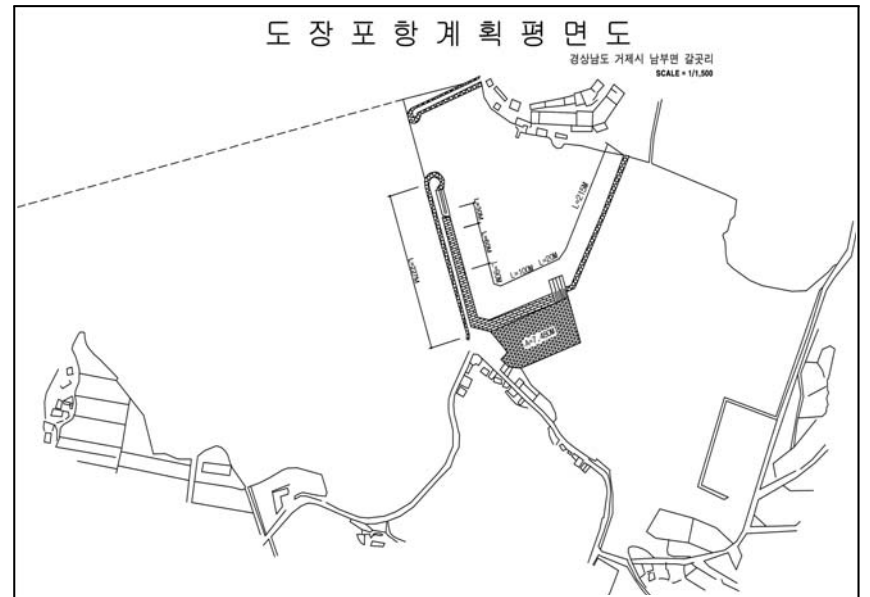 도 장 포 항 계 획 평 면 도
경상남도 거제시 남부면 갈곶리
SCALE = 1/1,500
L=215M
L=30M
L=100M
L=20M